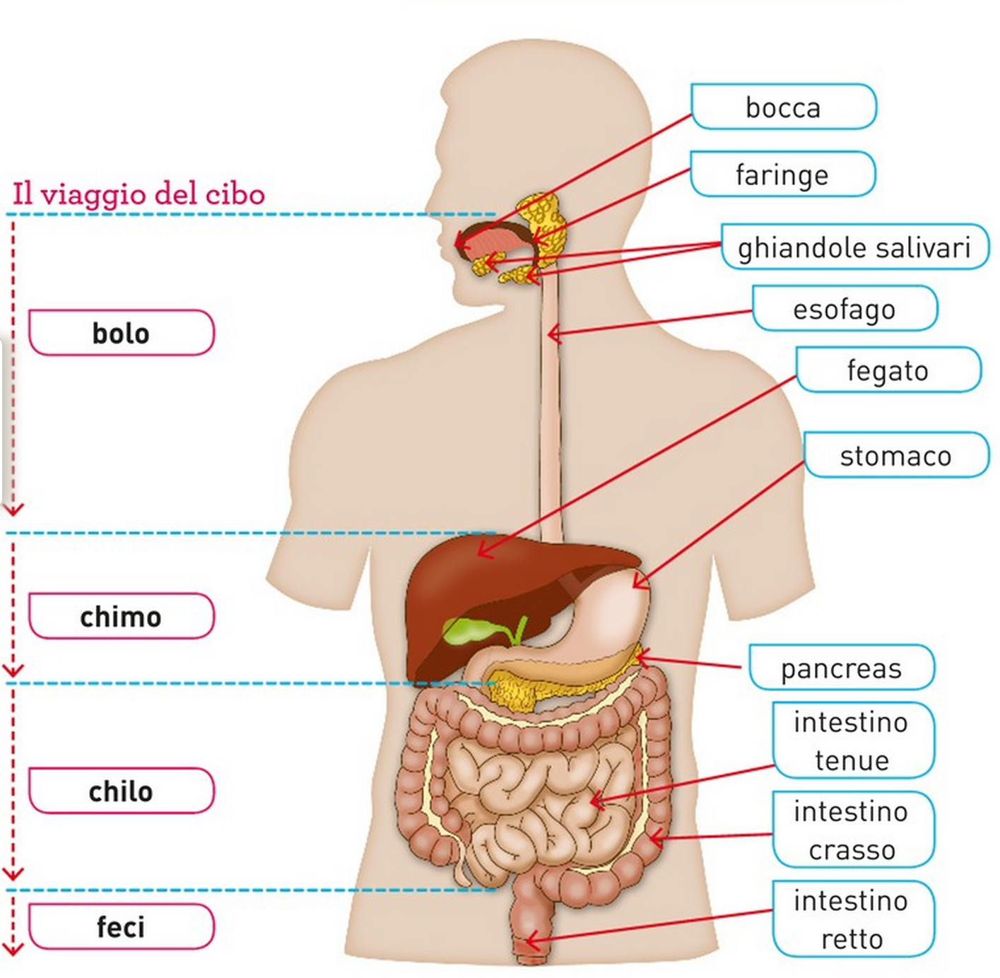 Il viaggio del cibo
bolo
chimo
chilo
feci
bocca
faringe
ghiandole salivari
esofago
fegato
stomaco
pancreas
intestino
tenue
intestino
crasso
intestino
retto